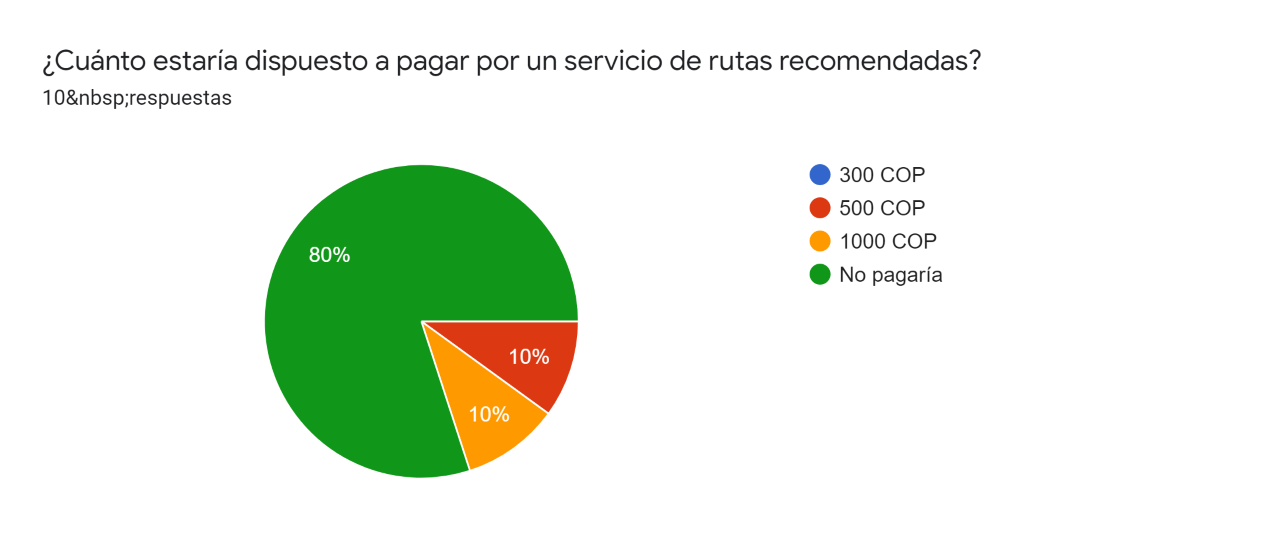 ¿Cuánto estaría dispuesto a pagar por un servicio de rutas recomendadas?
10&nbsp;respuestas
300 COP
500 COP
1000 COP
No pagaría
80%
10%
10%